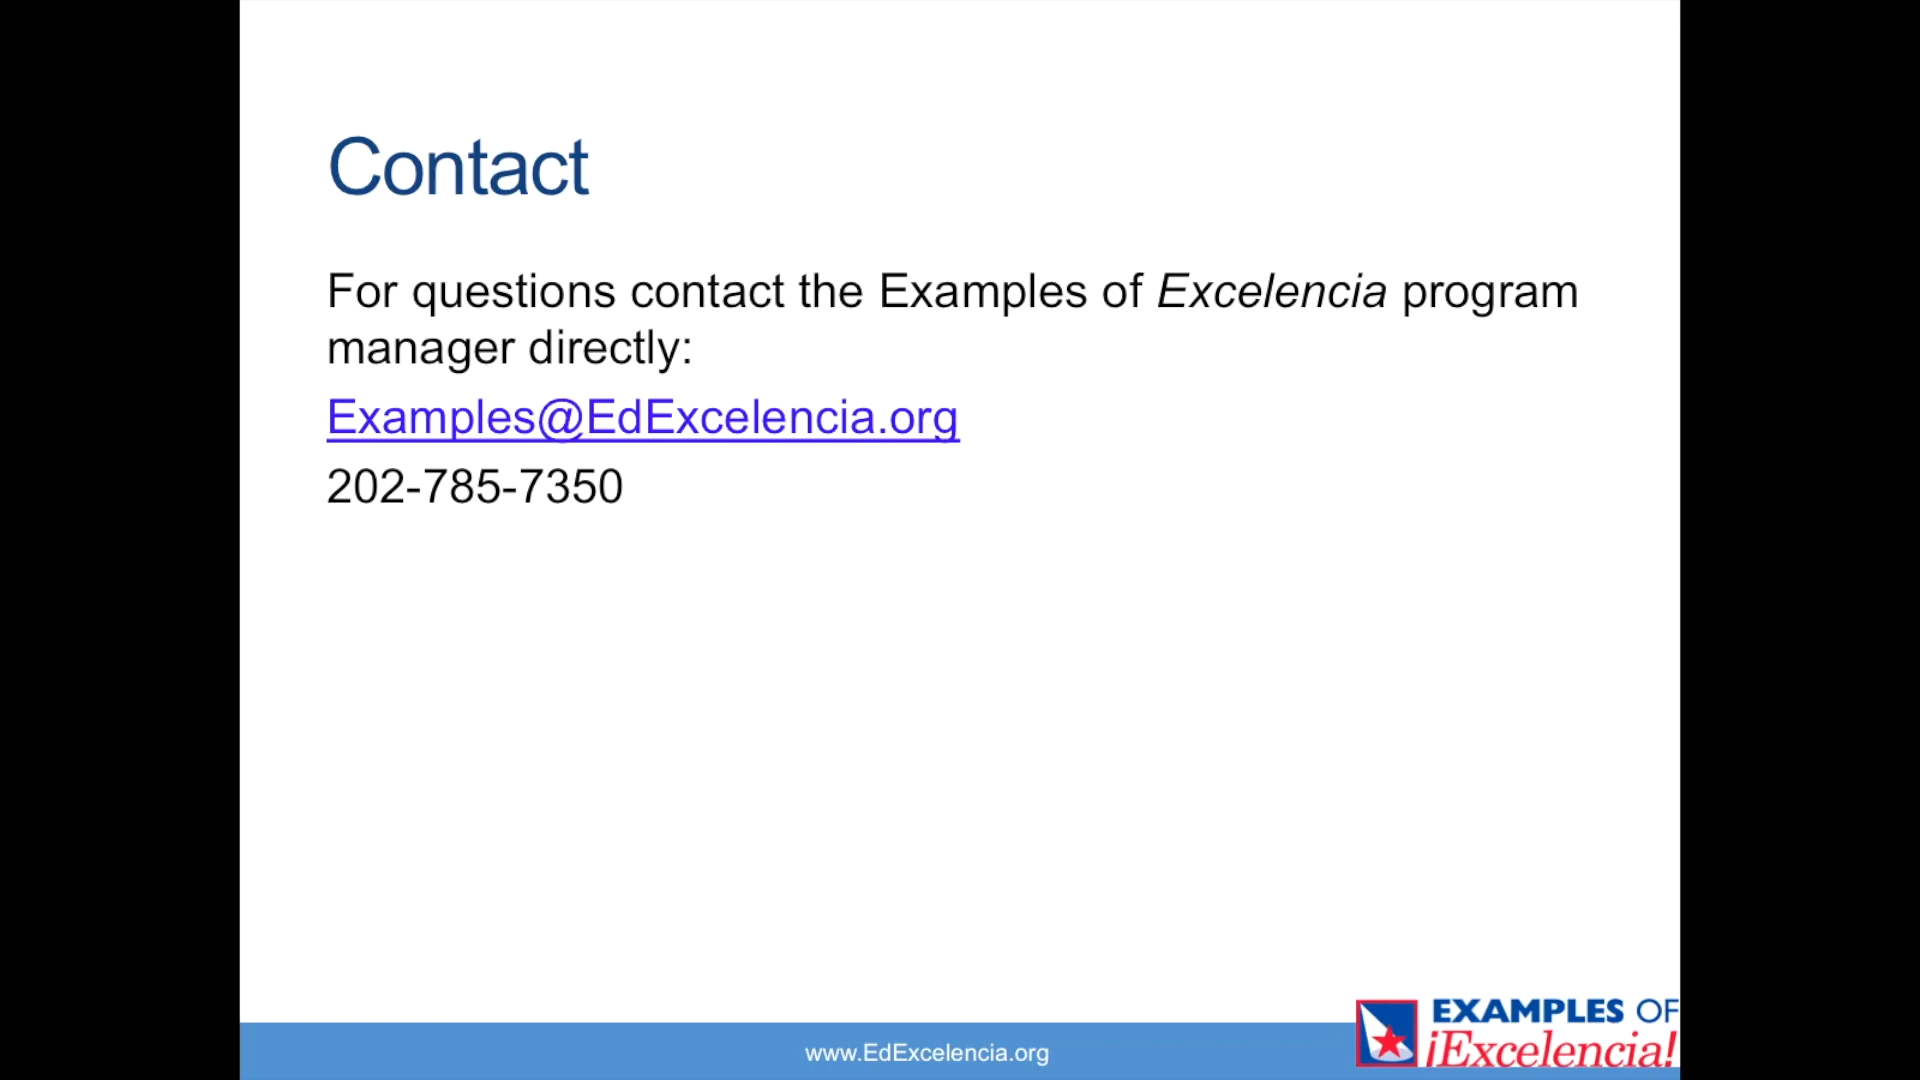 Contact
For questions contact the Examples of Excelencia program
manager directly:
Examples@EdExcelencia.org
202-785-7350
www.EdExcelencia.org
EXAMPLES OF
¡Excelencia!